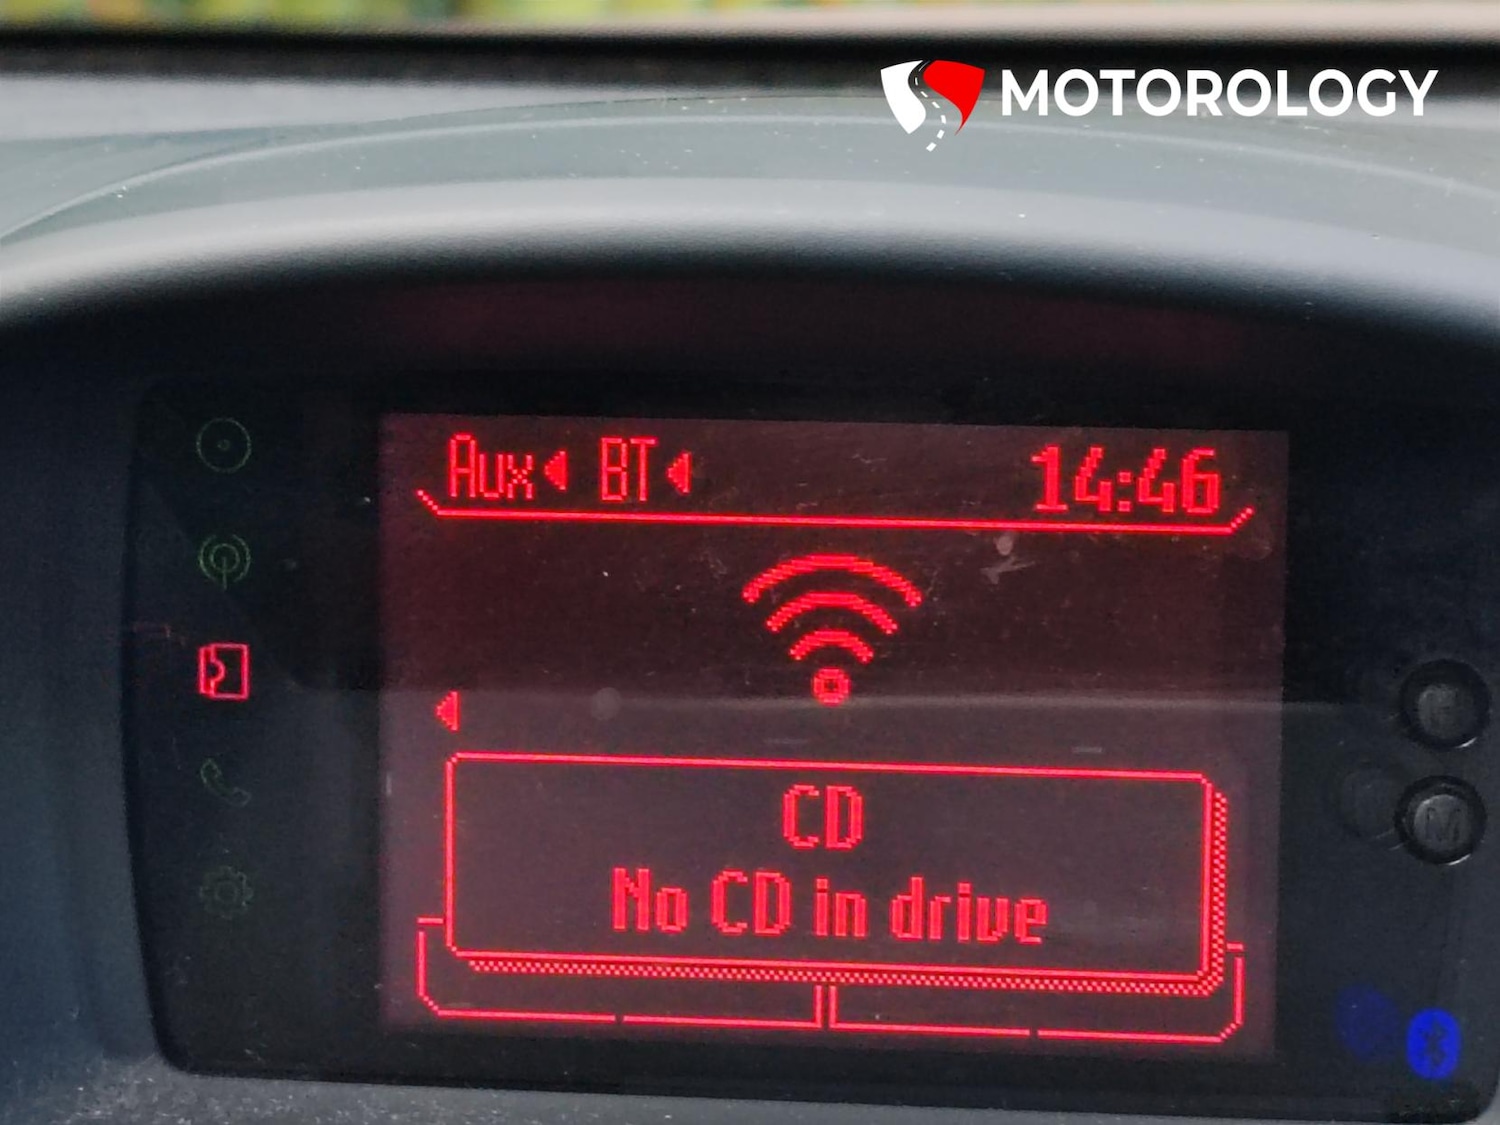 MOTOROLOGY
Aux BT 14:46
CD
No CD in drive
H
M